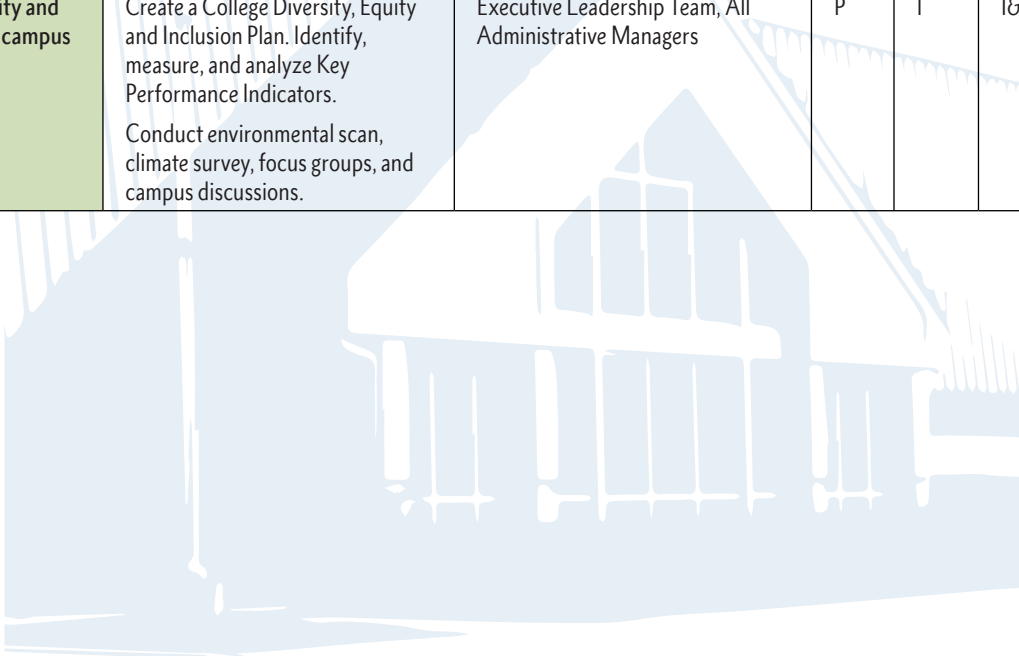 ity and
campus
Create a College Diversity, Equity
and Inclusion Plan. Identify,
measure, and analyze Key
Performance Indicators.
Conduct environmental scan,
climate survey, focus groups, and
campus discussions.
Executive Leadership Team, All
Administrative Managers
P
I
I&